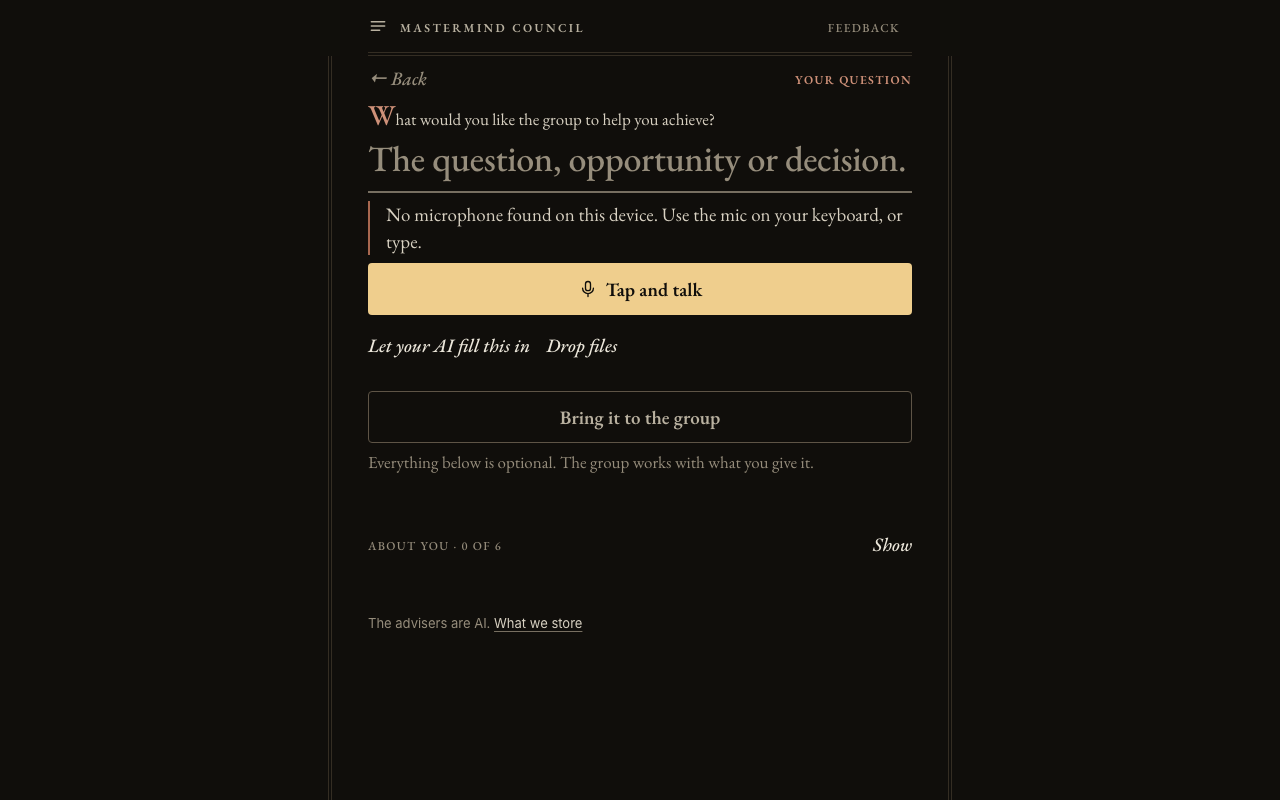 MASTERMIND COUNCIL
FEEDBACK
← Back
YOUR QUESTION
What would you like the group to help you achieve?
The question, opportunity or decision.
No microphone found on this device. Use the mic on your keyboard, or
type.
Tap and talk
Let your AI fill this in
Drop files
Bring it to the group
Everything below is optional. The group works with what you give it.
ABOUT YOU · 0 OF 6
Show
The advisers are AI. What we store